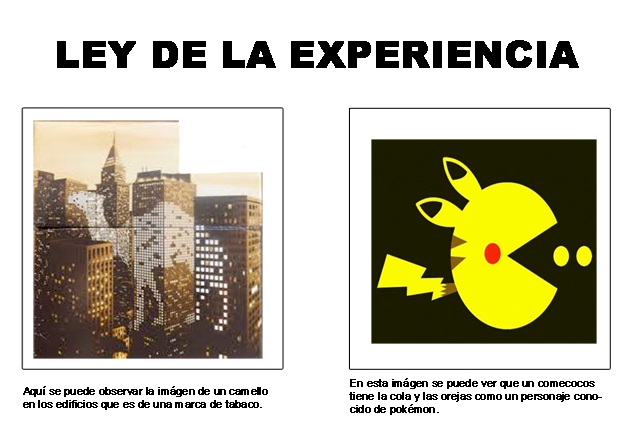 LEY DE LA EXPERIENCIA
Aquí se puede observar la imágen de un camello
en los edificios que es de una marca de tabaco.
En esta imágen se puede ver que un comecocos
tiene la cola y las orejas como un personaje cono-
cido de pokémon.